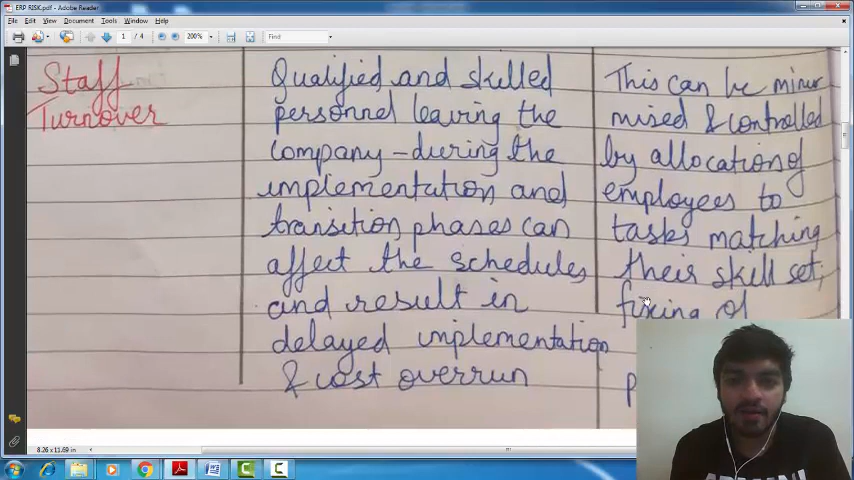 ERP RISK.pdf - Adobe Reader
File Edit View Document Tools Window Help
1 / 4 200% Find
Staff
Turnover
Qualified and skilled
personnel leaving the
company - during the
implementation and
transition phases can
affect the schedules
and result in
delayed implementation
& cost overrun
This can be mini
mised & controlled
by allocation of
employees to
tasks matching
their skill set;
fixing of
p
8.26 x 11.69 in